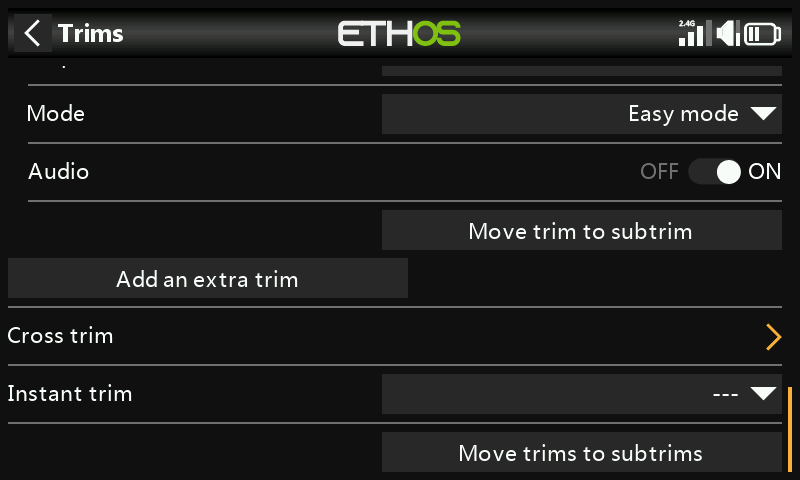 Trims
ETHOS
2.4G
Mode
Easy mode
Audio
OFF
ON
Move trim to subtrim
Add an extra trim
Cross trim
Instant trim
---
Move trims to subtrims